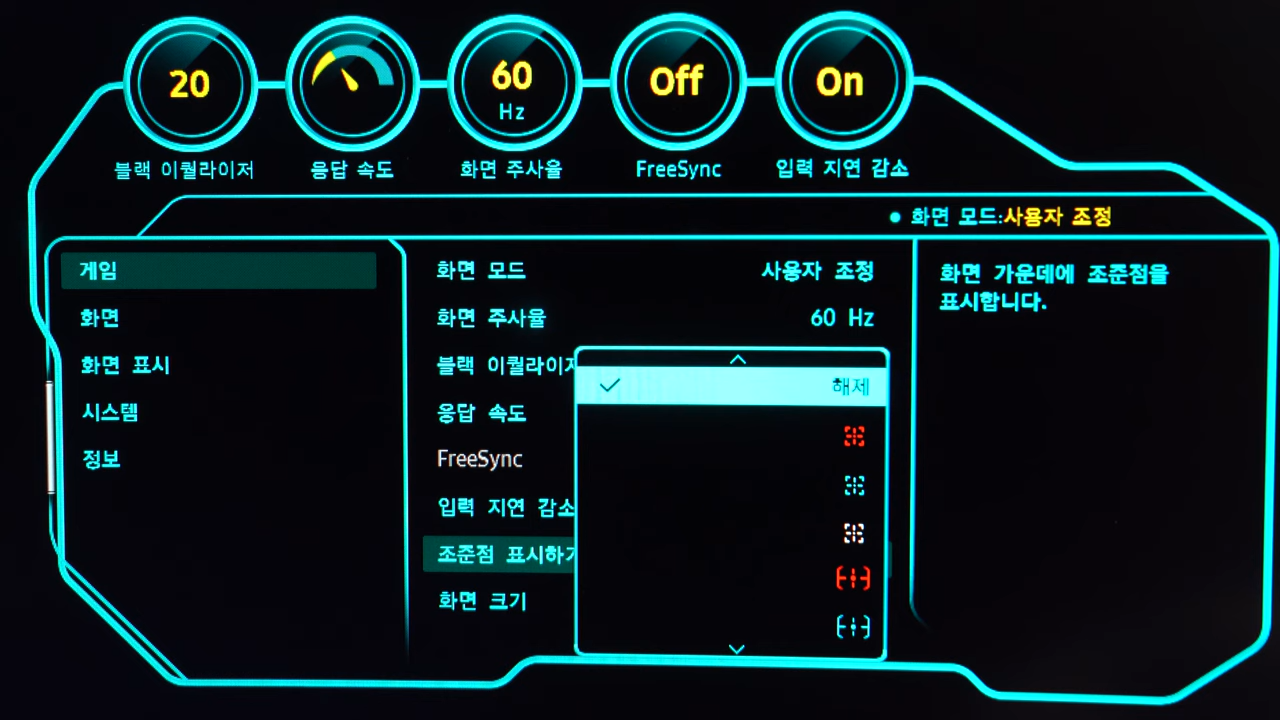 20
60
Hz
Off
On
블랙 이퀄라이저
응답 속도
화면 주사율
FreeSync
입력 지연 감소
화면 모드:사용자 조정
게임
화면
화면 표시
시스템
정보
화면 모드 사용자 조정
화면 주사율 60 Hz
블랙 이퀄라이저
응답 속도
FreeSync
입력 지연 감소
조준점 표시하기
화면 크기
해제
화면 가운데에 조준점을
표시합니다.